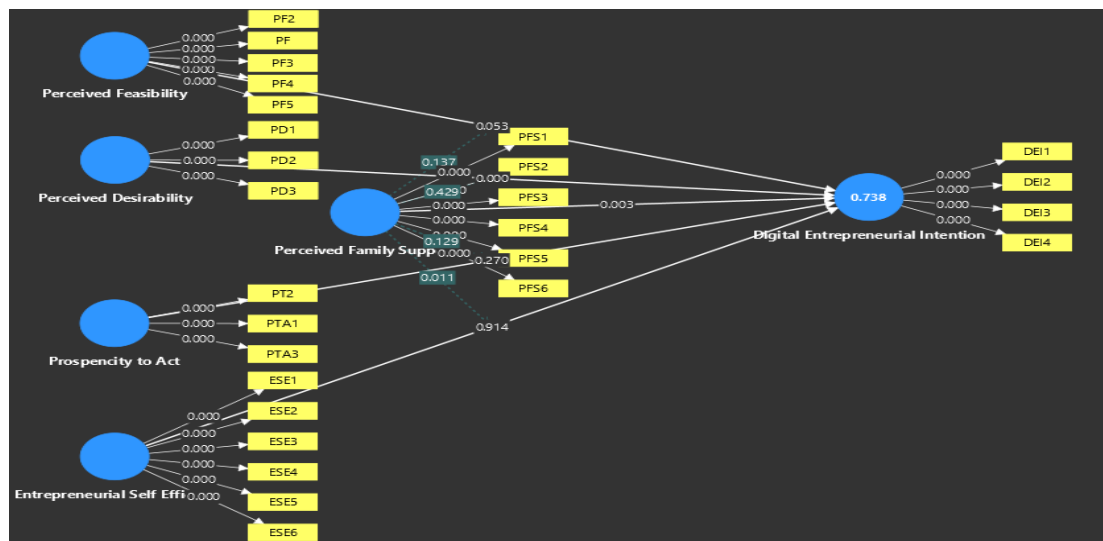 PF2
PF
PF3
PF4
PF5
0.000
0.000
0.000
0.000
0.000
Perceived Feasibility
PD1
PD2
PD3
0.000
0.000
0.000
Perceived Desirability
0.053
0.137
0.000
0.000
0.429
0.000
0.003
0.000
0.129
0.000
0.270
0.011
0.914
PFS1
PFS2
PFS3
PFS4
PFS5
PFS6
Perceived Family Supp
0.738
Digital Entrepreneurial Intention
0.000
0.000
0.000
0.000
DEI1
DEI2
DEI3
DEI4
PT2
PTA1
PTA3
0.000
0.000
0.000
Prospencity to Act
ESE1
ESE2
ESE3
ESE4
ESE5
ESE6
0.000
0.000
0.000
0.000
0.000
0.000
Entrepreneurial Self Effi